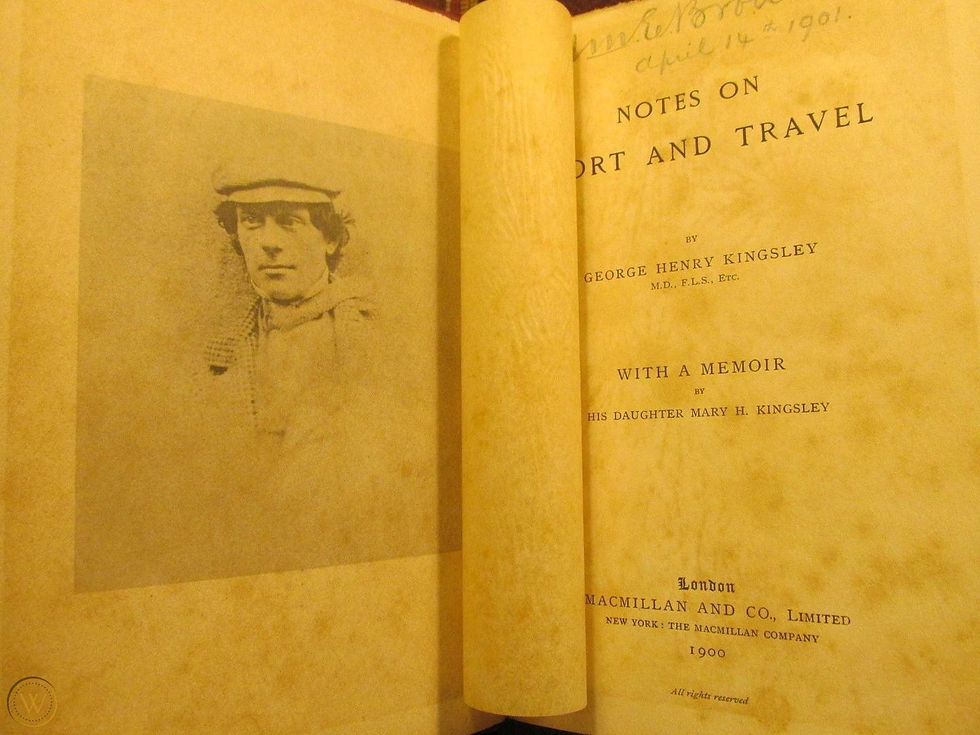 April 14th 1901.
NOTES ON
ORT AND TRAVEL
BY
GEORGE HENRY KINGSLEY
M.D., F.L.S., Etc.
WITH A MEMOIR
BY
HIS DAUGHTER MARY H. KINGSLEY
London
MACMILLAN AND CO., Limited
NEW YORK : THE MACMILLAN COMPANY
1900
All rights reserved
W